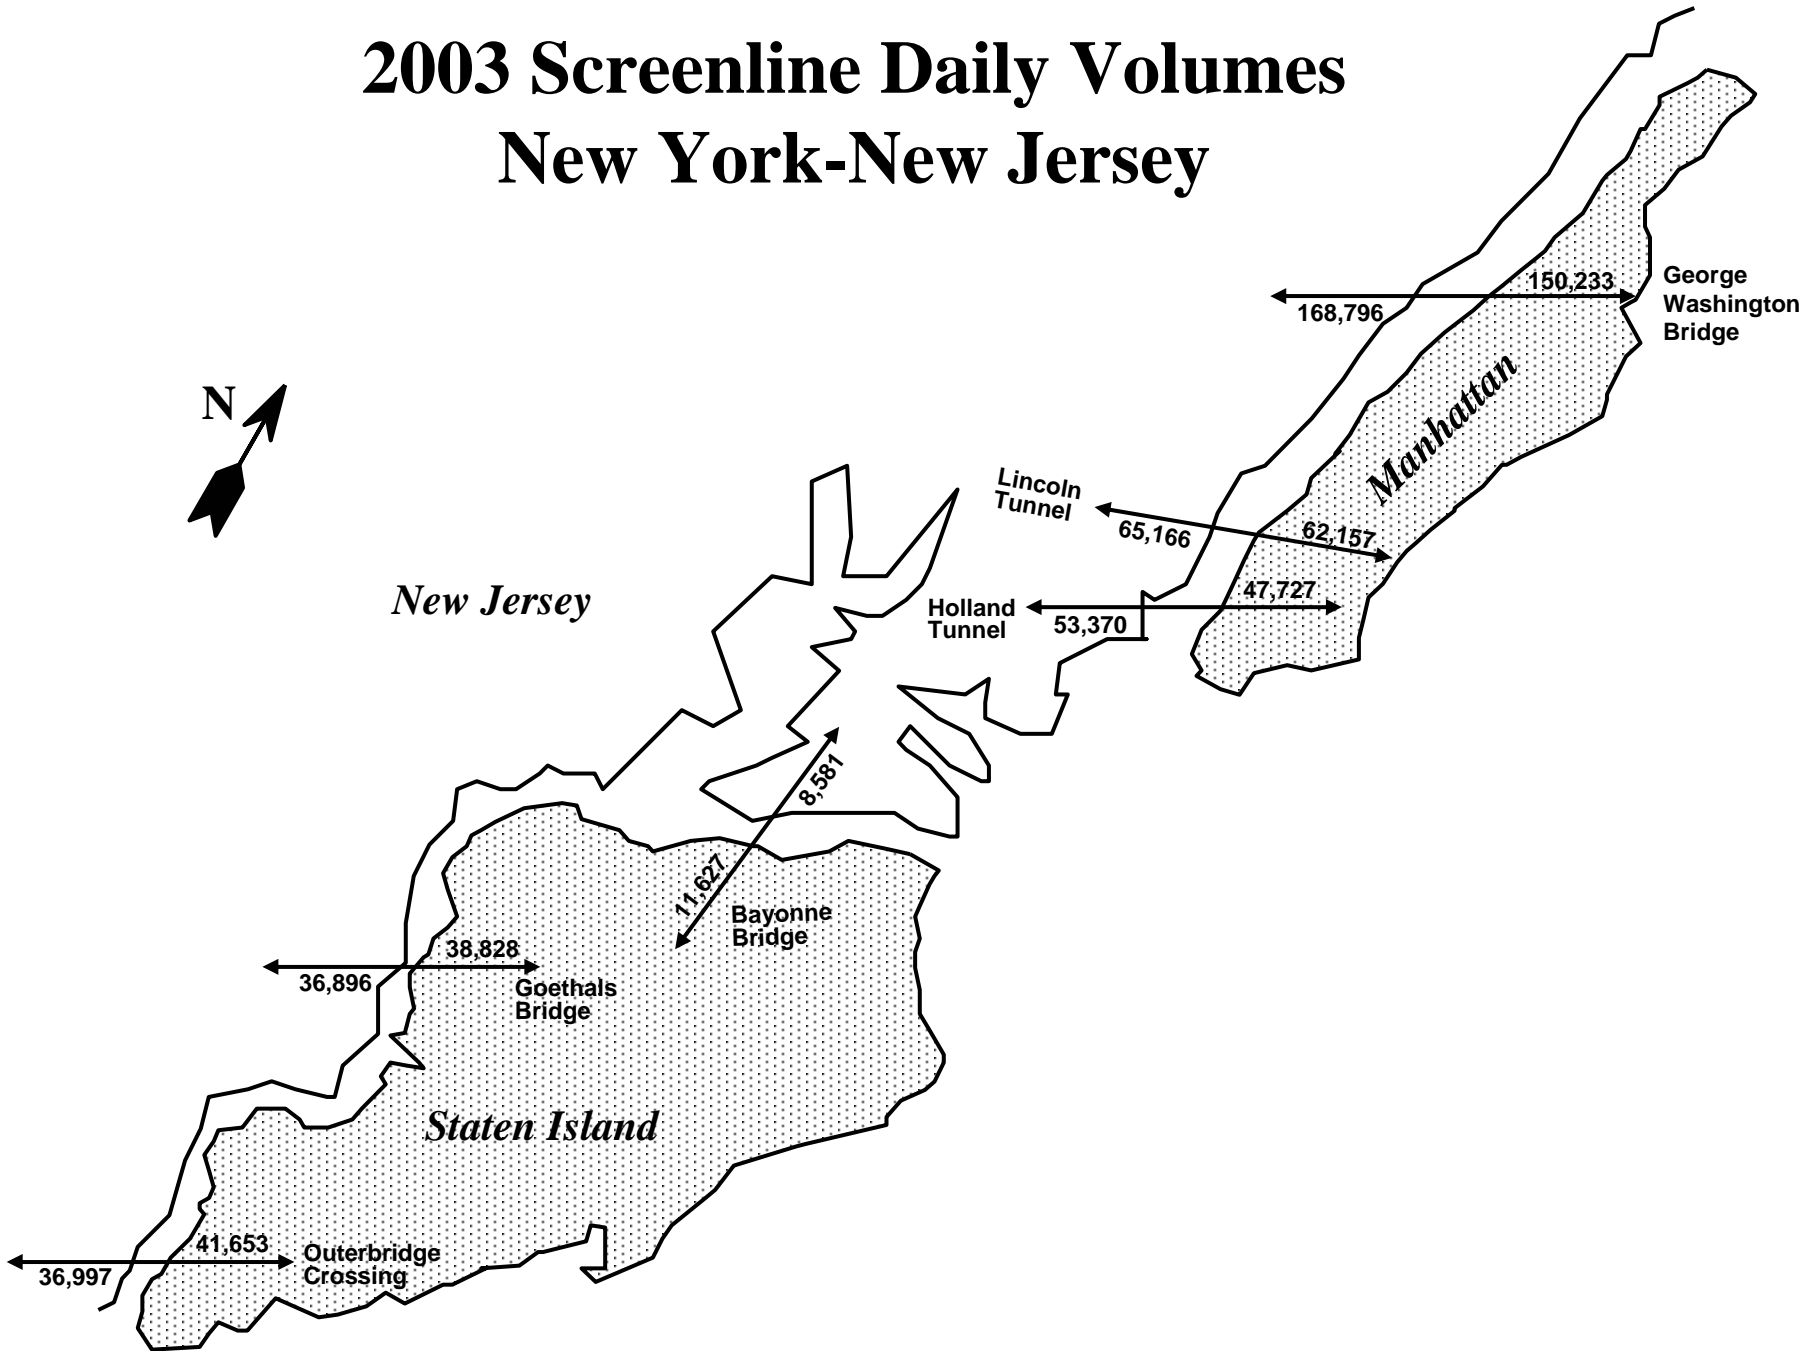 2003 Screenline Daily Volumes
New York-New Jersey
150,233
168,796
George
Washington
Bridge
N
Manhattan
Lincoln
Tunnel
65,166
62,157
New Jersey
Holland
Tunnel
47,727
53,370
8,581
11,627
Bayonne
Bridge
38,828
36,896
Goethals
Bridge
Staten Island
41,653
36,997
Outerbridge
Crossing